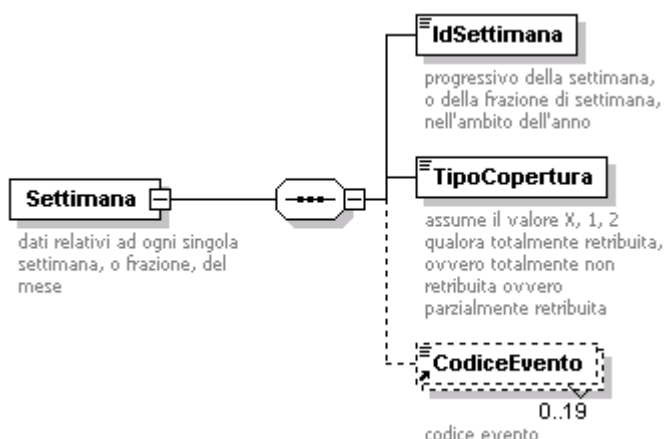 IdSettimana
progressivo della settimana,
o della frazione di settimana,
nell'ambito dell'anno
TipoCopertura
assume il valore X, 1, 2
qualora totalmente retribuita,
ovvero totalmente non
retribuita ovvero
parzialmente retribuita
Settimana
dati relativi ad ogni singola
settimana, o frazione, del
mese
CodiceEvento
0..19
codice evento